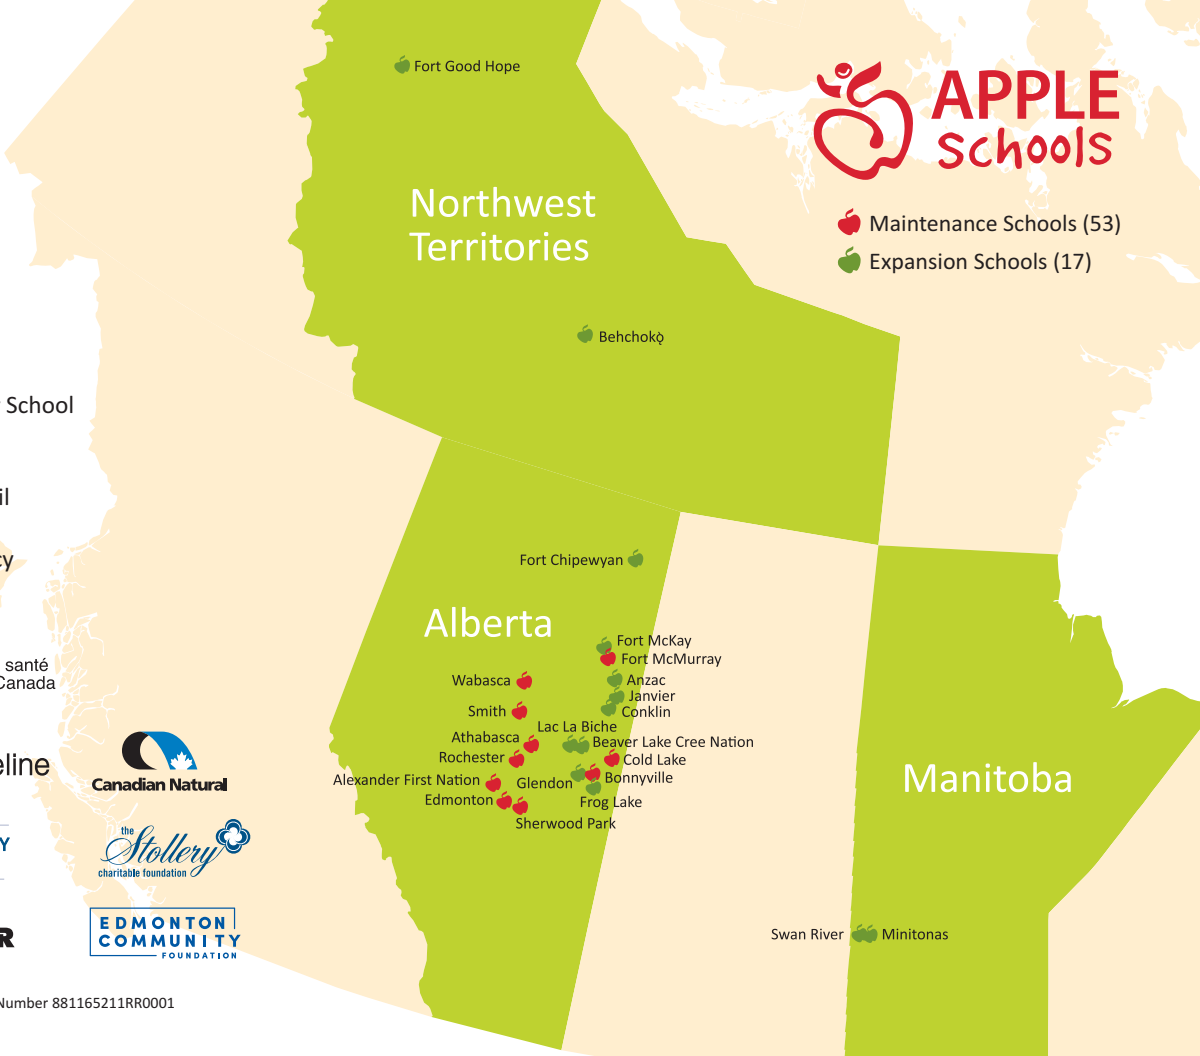 Fort Good Hope
APPLE
Schools
Northwest
Territories
Maintenance Schools (53)
Expansion Schools (17)
Behchokǫ̀
School
il
cy
santé
Canada
eline
Y
R
Number 881165211RR0001
Fort Chipewyan
Alberta
Fort McKay
Fort McMurray
Wabasca
Anzac
Janvier
Smith
Conklin
Lac La Biche
Athabasca
Beaver Lake Cree Nation
Rochester
Cold Lake
Alexander First Nation
Glendon
Bonnyville
Edmonton
Frog Lake
Sherwood Park
Manitoba
Swan River
Minitonas
Canadian Natural
the
Stollery
charitable foundation
EDMONTON
COMMUNITY
FOUNDATION